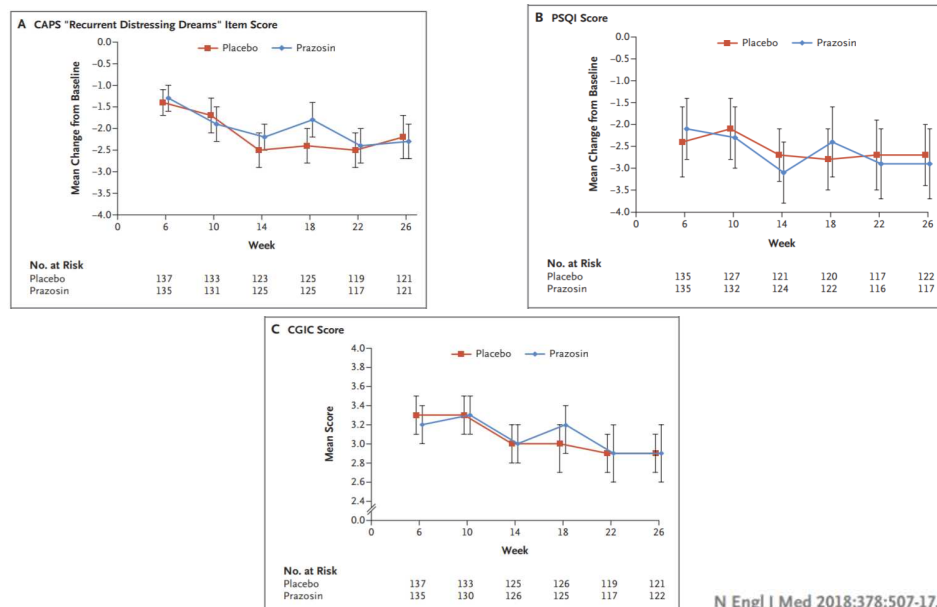 A CAPS "Recurrent Distressing Dreams" Item Score
Placebo Prazosin
Mean Change from Baseline
0.0
−0.5
−1.0
−1.5
−2.0
−2.5
−3.0
−3.5
−4.0
0 6 10 14 18 22 26
Week
No. at Risk
Placebo 137 133 123 125 119 121
Prazosin 135 131 125 125 117 121
B PSQI Score
Placebo Prazosin
Mean Change from Baseline
0.0
−0.5
−1.0
−1.5
−2.0
−2.5
−3.0
−3.5
−4.0
0 6 10 14 18 22 26
Week
No. at Risk
Placebo 135 127 121 120 117 122
Prazosin 135 132 124 122 116 117
C CGIC Score
Placebo Prazosin
Mean Score
4.0
3.8
3.6
3.4
3.2
3.0
2.8
2.6
2.4
0.0
0 6 10 14 18 22 26
Week
No. at Risk
Placebo 137 133 125 126 119 121
Prazosin 135 130 126 125 117 122
N Engl J Med 2018;378:507-17.